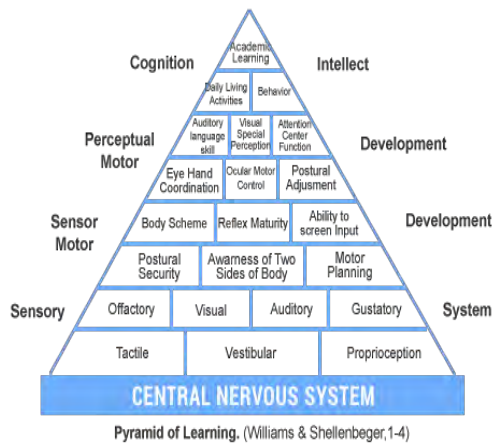 Academic
Learning
Cognition
Intellect
Daily Living
Activities
Behavior
Auditory
language
skill
Visual
Special
Perception
Attention
Center
Function
Perceptual
Motor
Development
Eye Hand
Coordination
Ocular Motor
Control
Postural
Adjusment
Sensor
Motor
Body Scheme
Reflex Maturity
Ability to
screen Input
Development
Postural
Security
Awarness of Two
Sides of Body
Motor
Planning
Sensory
Offactory
Visual
Auditory
Gustatory
System
Tactile
Vestibular
Proprioception
CENTRAL NERVOUS SYSTEM
Pyramid of Learning. (Williams & Shellenbeger,1-4)